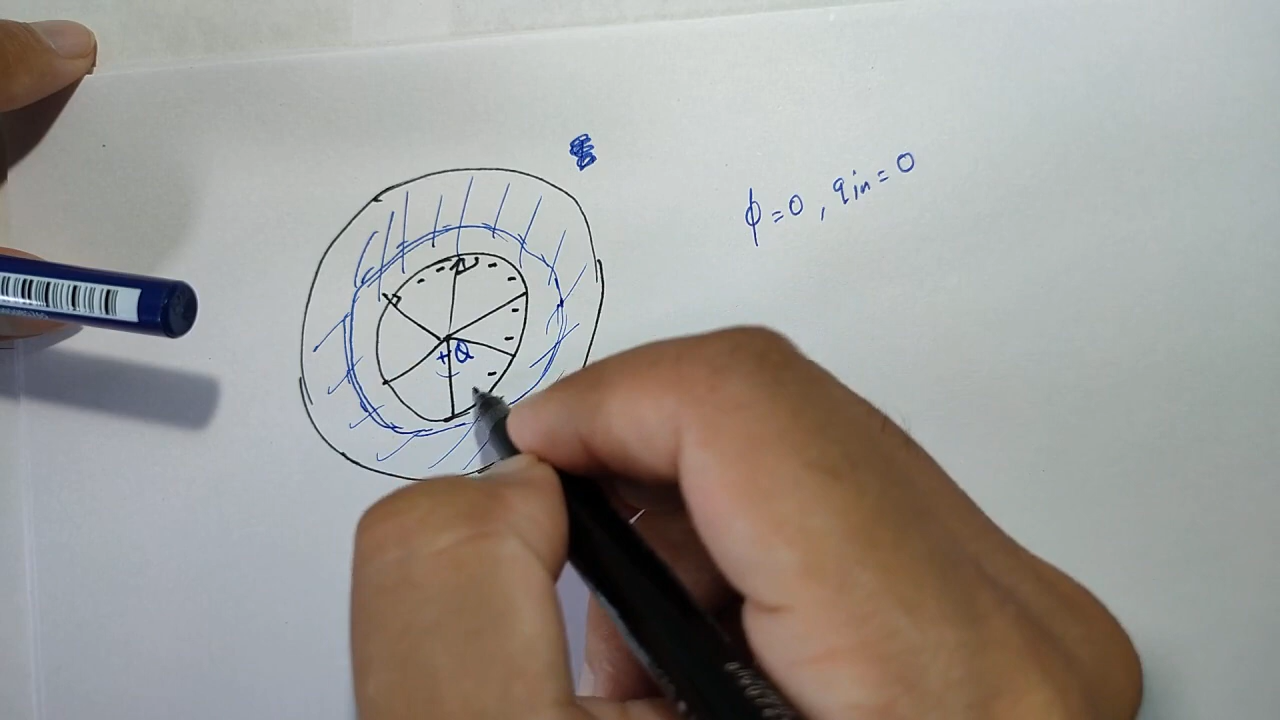 ϕ = 0 , qin = 0
+Q